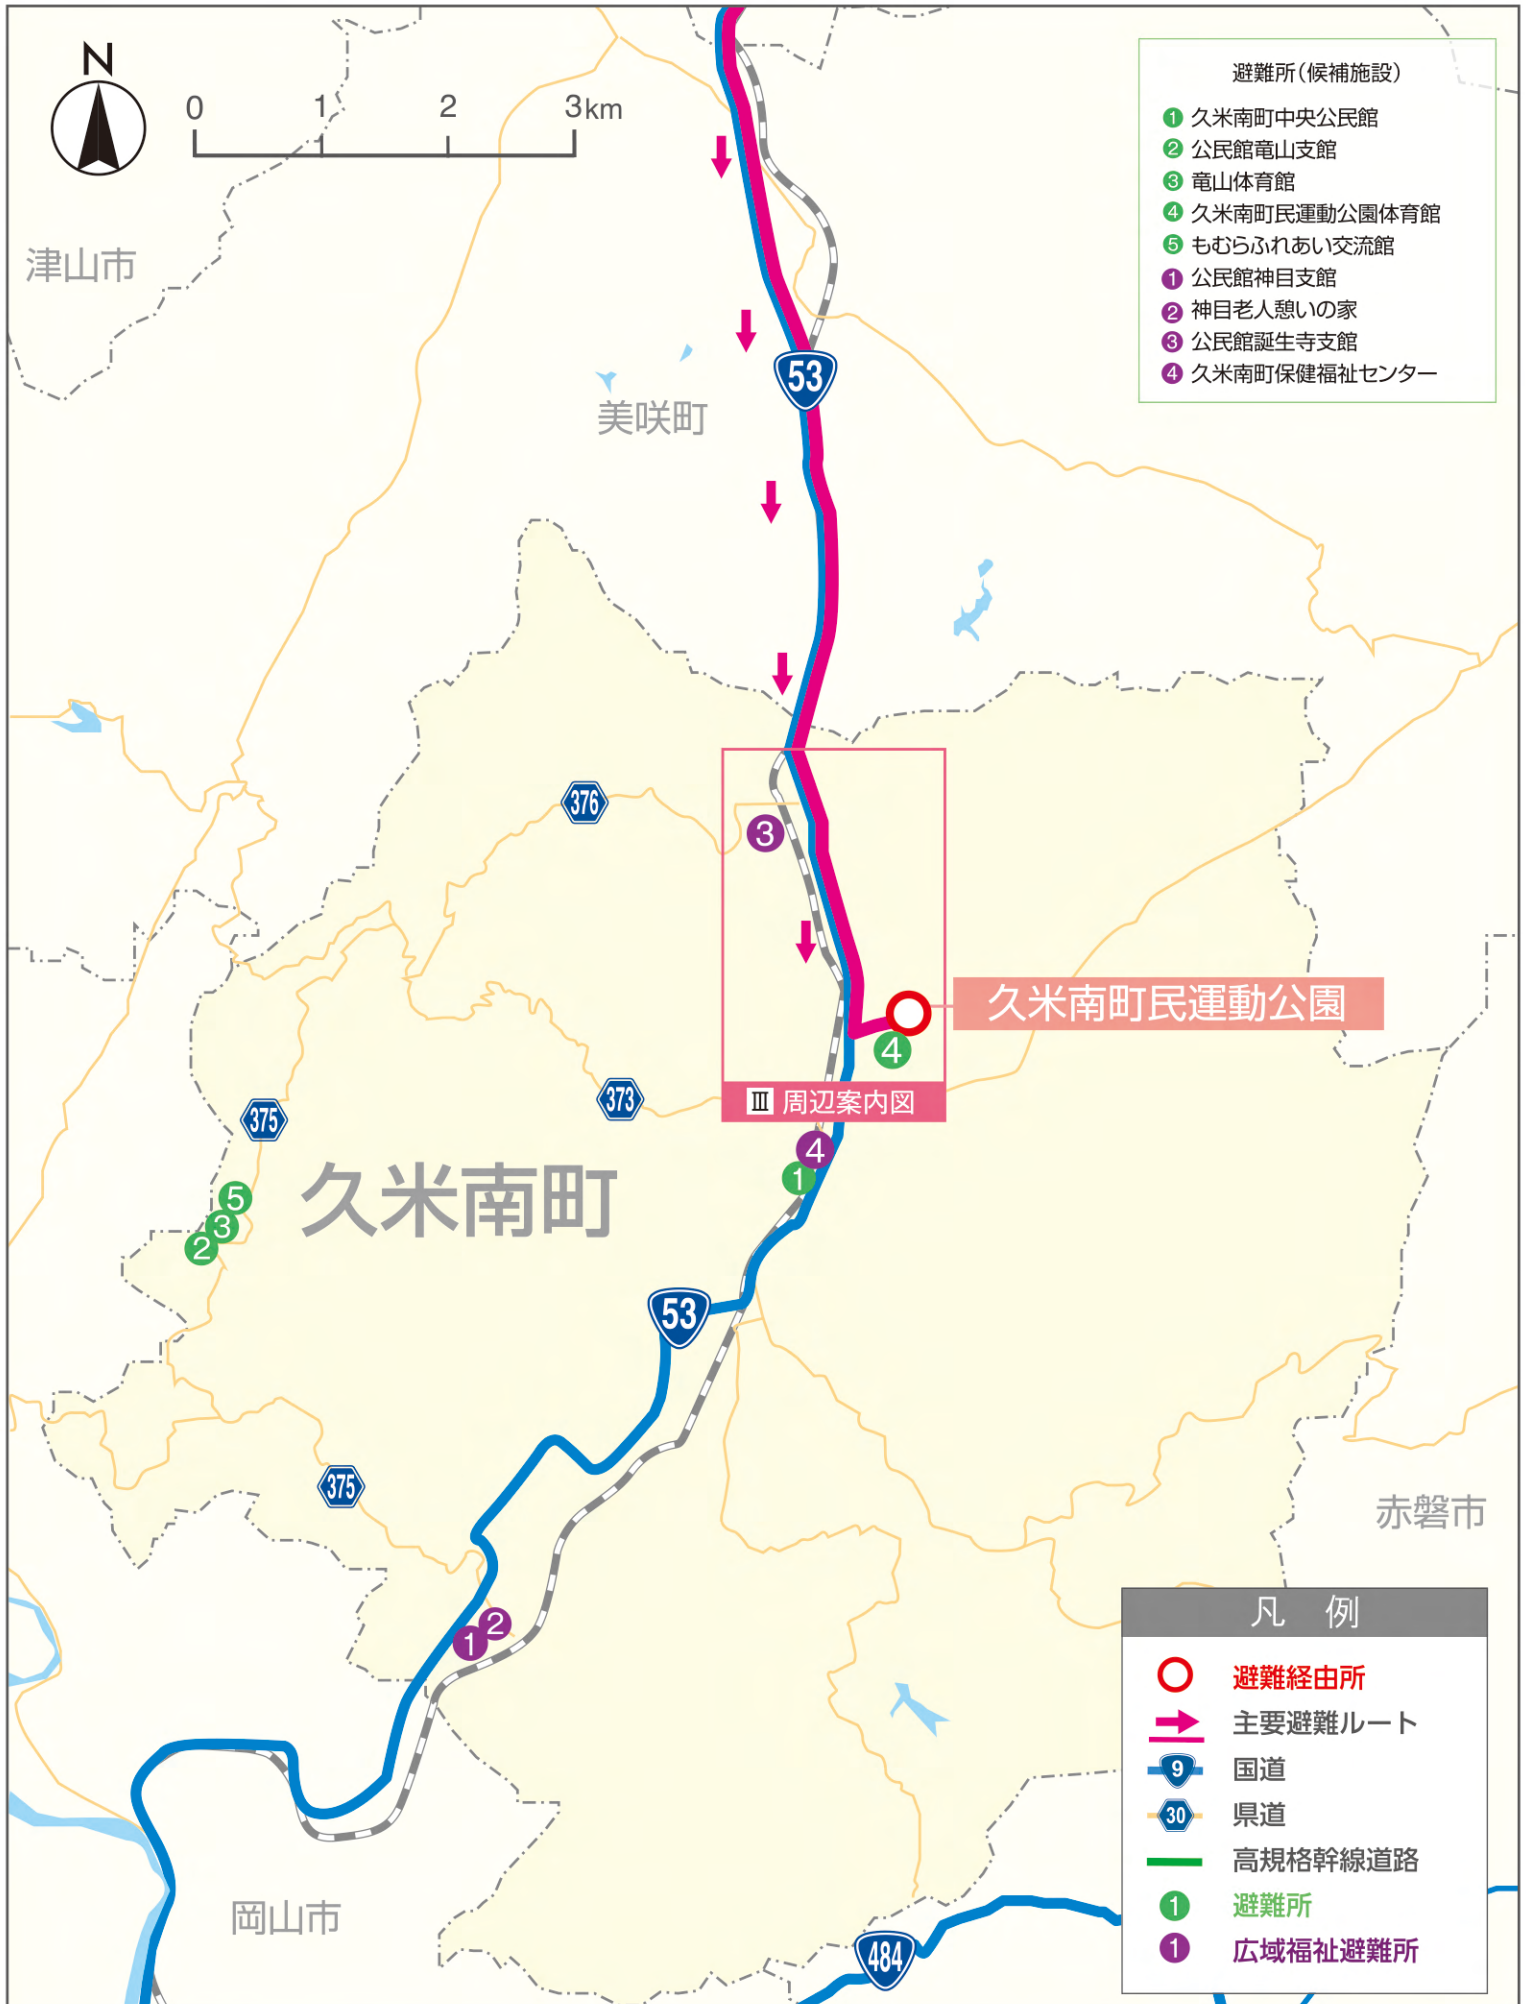 N
0 1 2 3km
避難所(候補施設)
1 久米南町中央公民館
2 公民館竜山支館
3 竜山体育館
4 久米南町民運動公園体育館
5 もむらふれあい交流館
1 公民館神目支館
2 神目老人憩いの家
3 公民館誕生寺支館
4 久米南町保健福祉センター
津山市
53
美咲町
376
3
久米南町民運動公園
4
373
Ⅲ 周辺案内図
375
4
1
久米南町
5
3
2
53
375
赤磐市
2
1
凡 例
避難経由所
主要避難ルート
9 国道
30 県道
高規格幹線道路
1 避難所
1 広域福祉避難所
岡山市
484